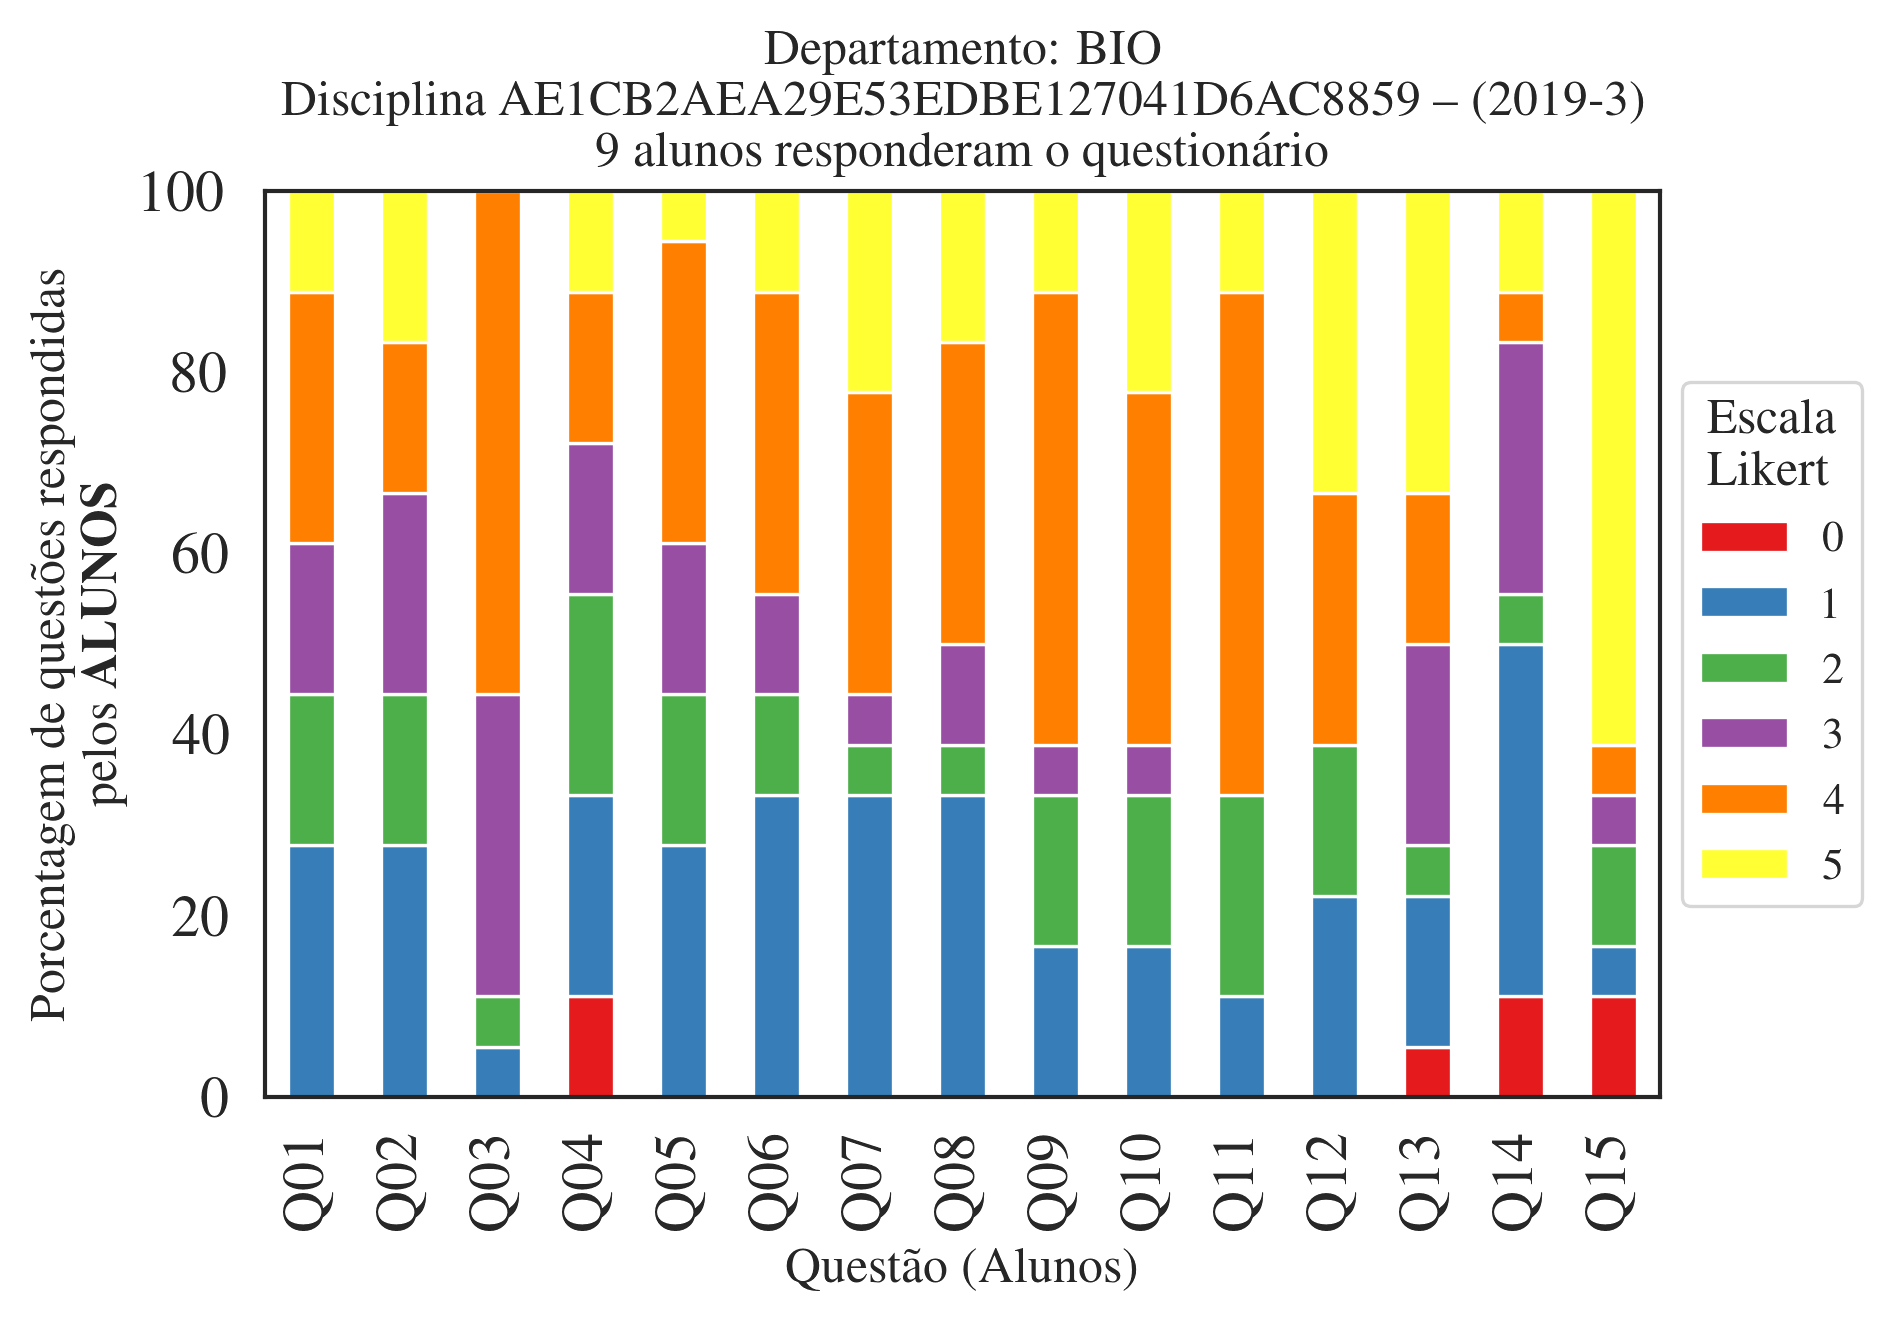 Departamento: BIO
Disciplina AE1CB2AEA29E53EDBE127041D6AC8859 – (2019-3)
9 alunos responderam o questionário
Porcentagem de questões respondidas
pelos ALUNOS
100
80
60
40
20
0
Q01
Q02
Q03
Q04
Q05
Q06
Q07
Q08
Q09
Q10
Q11
Q12
Q13
Q14
Q15
Questão (Alunos)
Escala
Likert
0
1
2
3
4
5